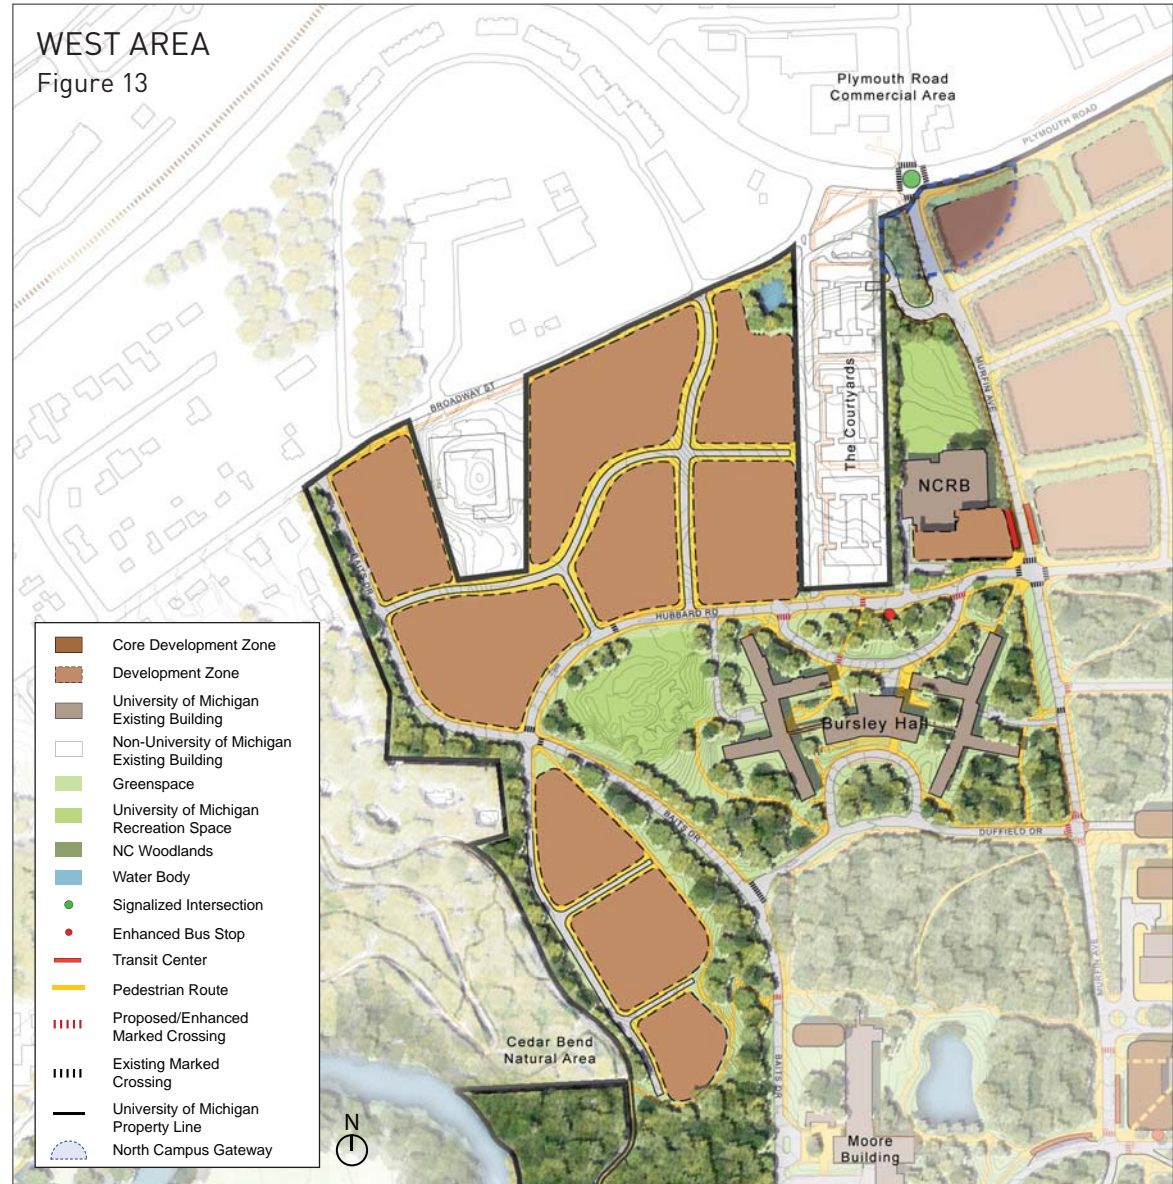 WEST AREA
Figure 13
Plymouth Road
Commercial Area
PLYMOUTH ROAD
BROADWAY ST
The Courtyards
MURFIN AVE
NCRB
BAITS DR
HUBBARD RD
Bursley Hall
BAITS DR
DUFFIELD DR
MURFIN AVE
Cedar Bend
Natural Area
BAITS DR
Moore
Building
N
Core Development Zone
Development Zone
University of Michigan
Existing Building
Non-University of Michigan
Existing Building
Greenspace
University of Michigan
Recreation Space
NC Woodlands
Water Body
Signalized Intersection
Enhanced Bus Stop
Transit Center
Pedestrian Route
Proposed/Enhanced
Marked Crossing
Existing Marked
Crossing
University of Michigan
Property Line
North Campus Gateway